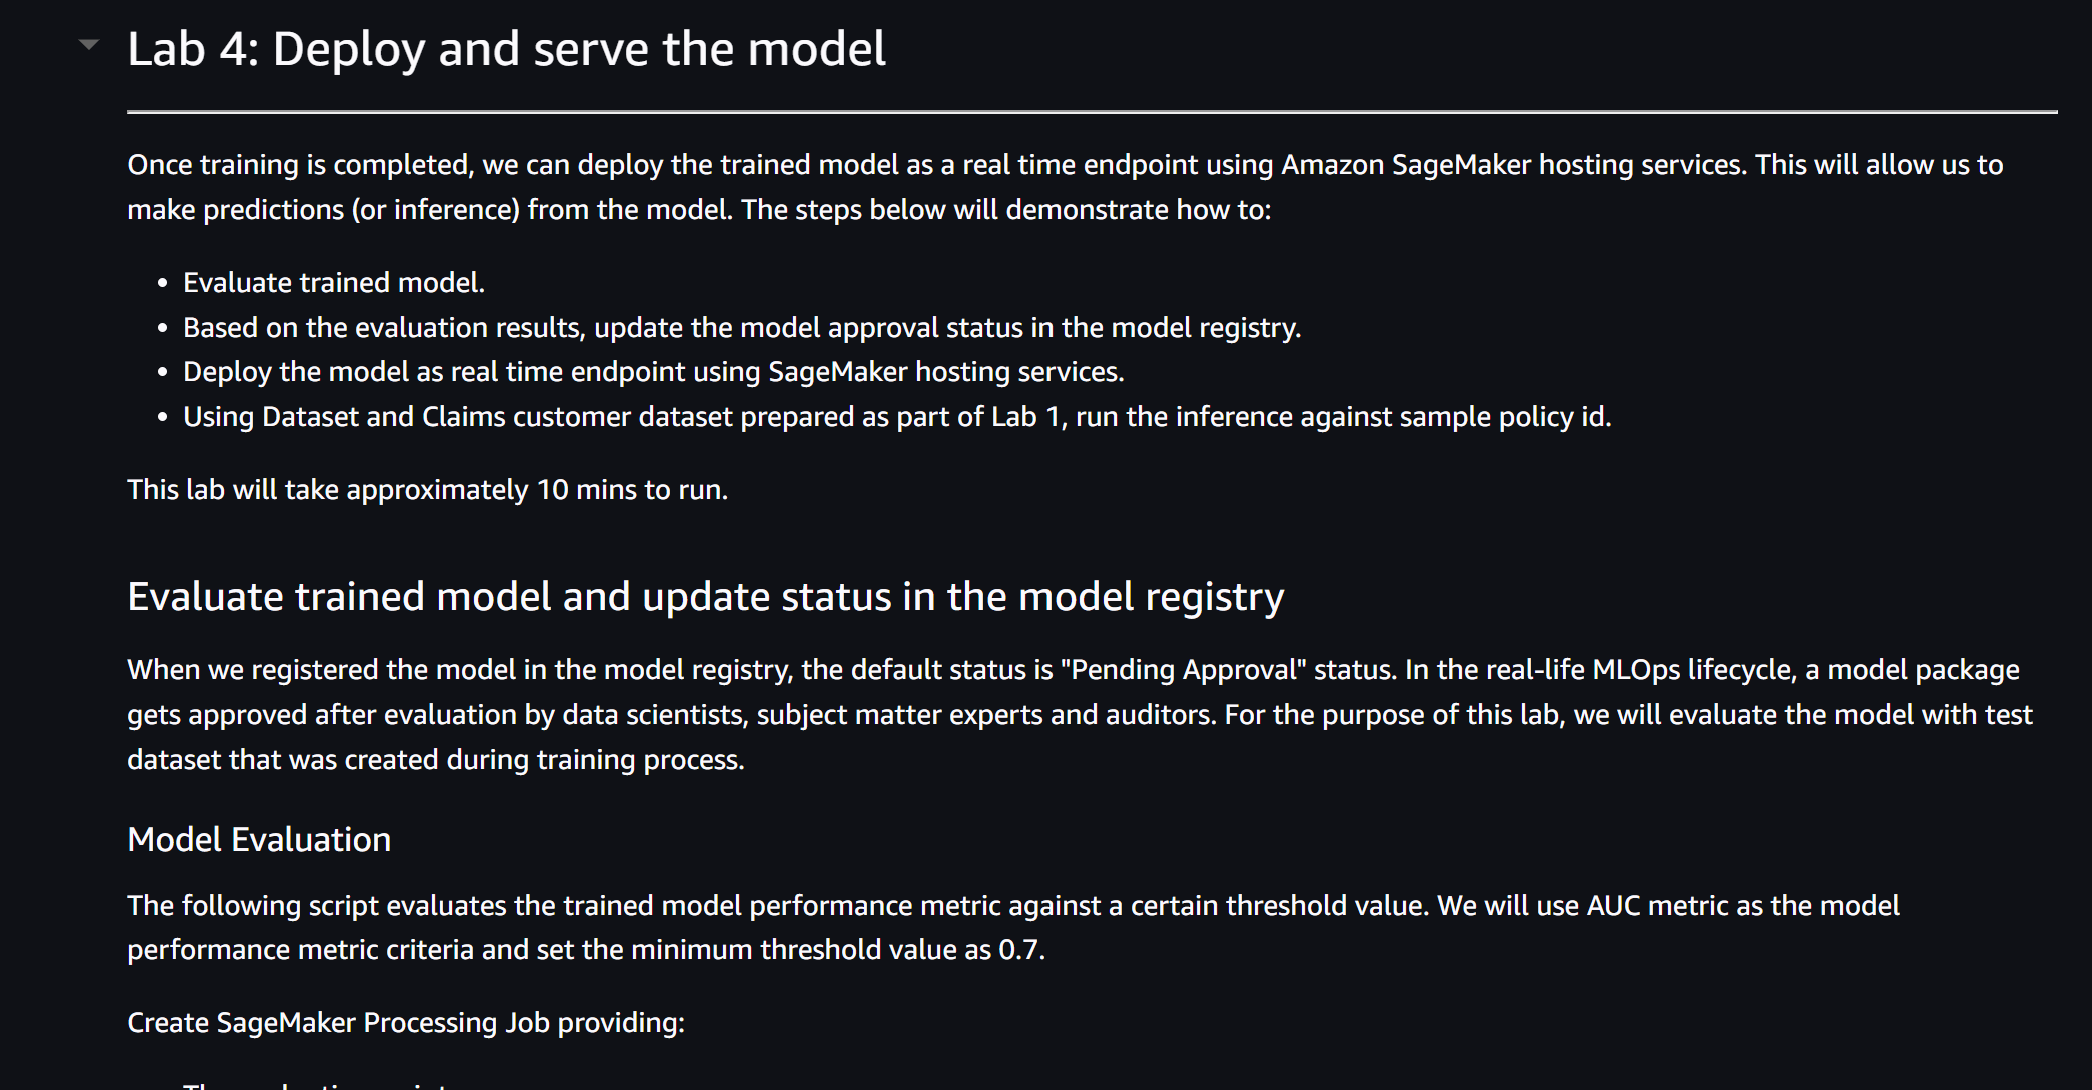 Lab 4: Deploy and serve the model
Once training is completed, we can deploy the trained model as a real time endpoint using Amazon SageMaker hosting services. This will allow us to
make predictions (or inference) from the model. The steps below will demonstrate how to:
• Evaluate trained model.
• Based on the evaluation results, update the model approval status in the model registry.
• Deploy the model as real time endpoint using SageMaker hosting services.
• Using Dataset and Claims customer dataset prepared as part of Lab 1, run the inference against sample policy id.
This lab will take approximately 10 mins to run.
Evaluate trained model and update status in the model registry
When we registered the model in the model registry, the default status is "Pending Approval" status. In the real-life MLOps lifecycle, a model package
gets approved after evaluation by data scientists, subject matter experts and auditors. For the purpose of this lab, we will evaluate the model with test
dataset that was created during training process.
Model Evaluation
The following script evaluates the trained model performance metric against a certain threshold value. We will use AUC metric as the model
performance metric criteria and set the minimum threshold value as 0.7.
Create SageMaker Processing Job providing: